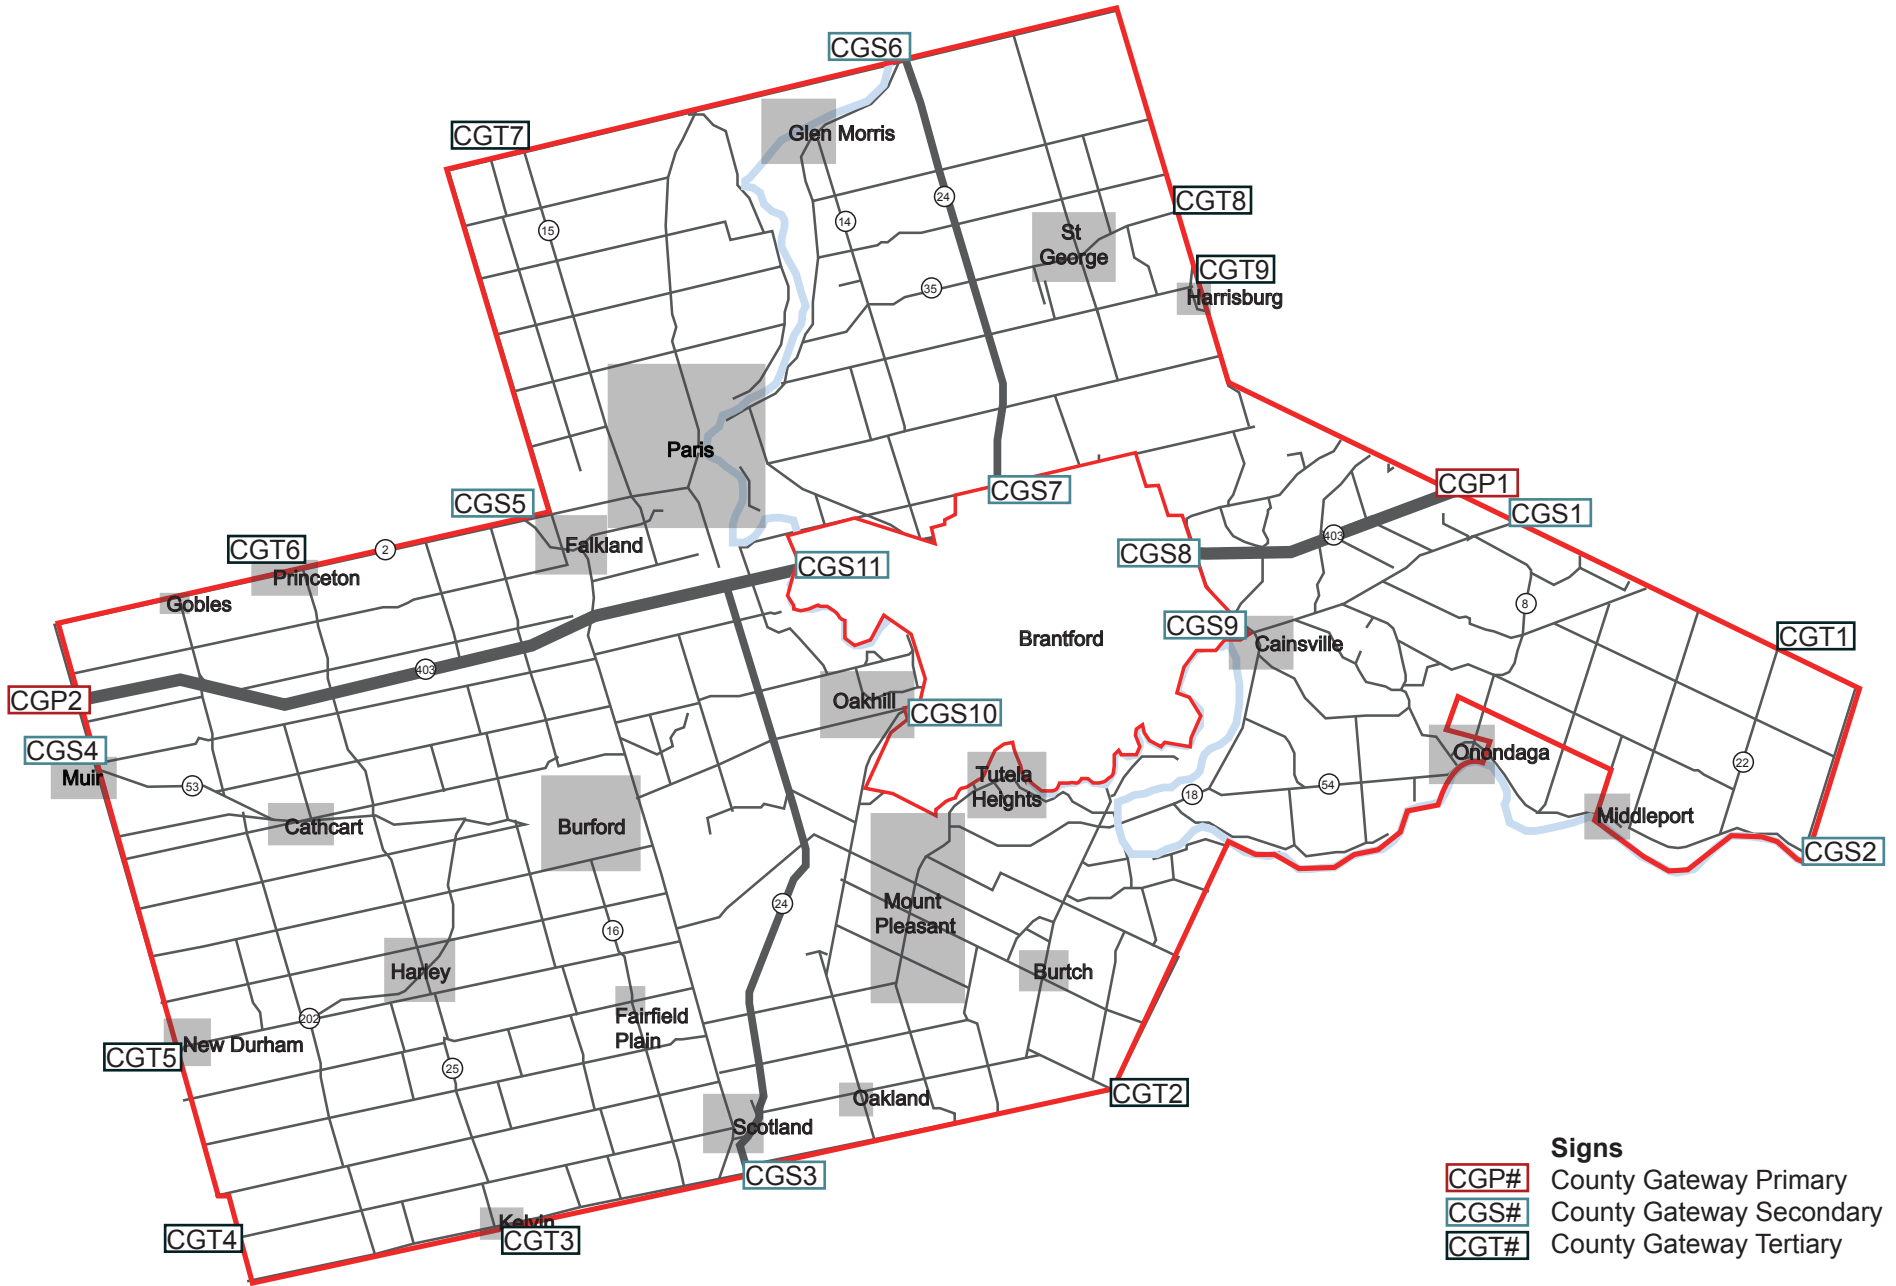 CGS6
CGT7
Glen Morris
24
CGT8
14
15
St
George
CGT9
35
Harrisburg
Paris
CGP1
CGS5
CGS7
CGS1
403
CGT6
2
Falkland
CGS8
CGS11
Princeton
Gobles
8
CGS9
Brantford
Cainsville
CGT1
403
CGP2
Oakhill
CGS10
CGS4
Muir
Onondaga
22
53
Tutela
Heights
54
18
Cathcart
Burford
Middleport
CGS2
24
Mount
Pleasant
16
Harley
Burtch
202
Fairfield
Plain
New Durham
CGT5
25
CGT2
Oakland
Scotland
CGS3
Kelvin
CGT4
CGT3
Signs
CGP# County Gateway Primary
CGS# County Gateway Secondary
CGT# County Gateway Tertiary